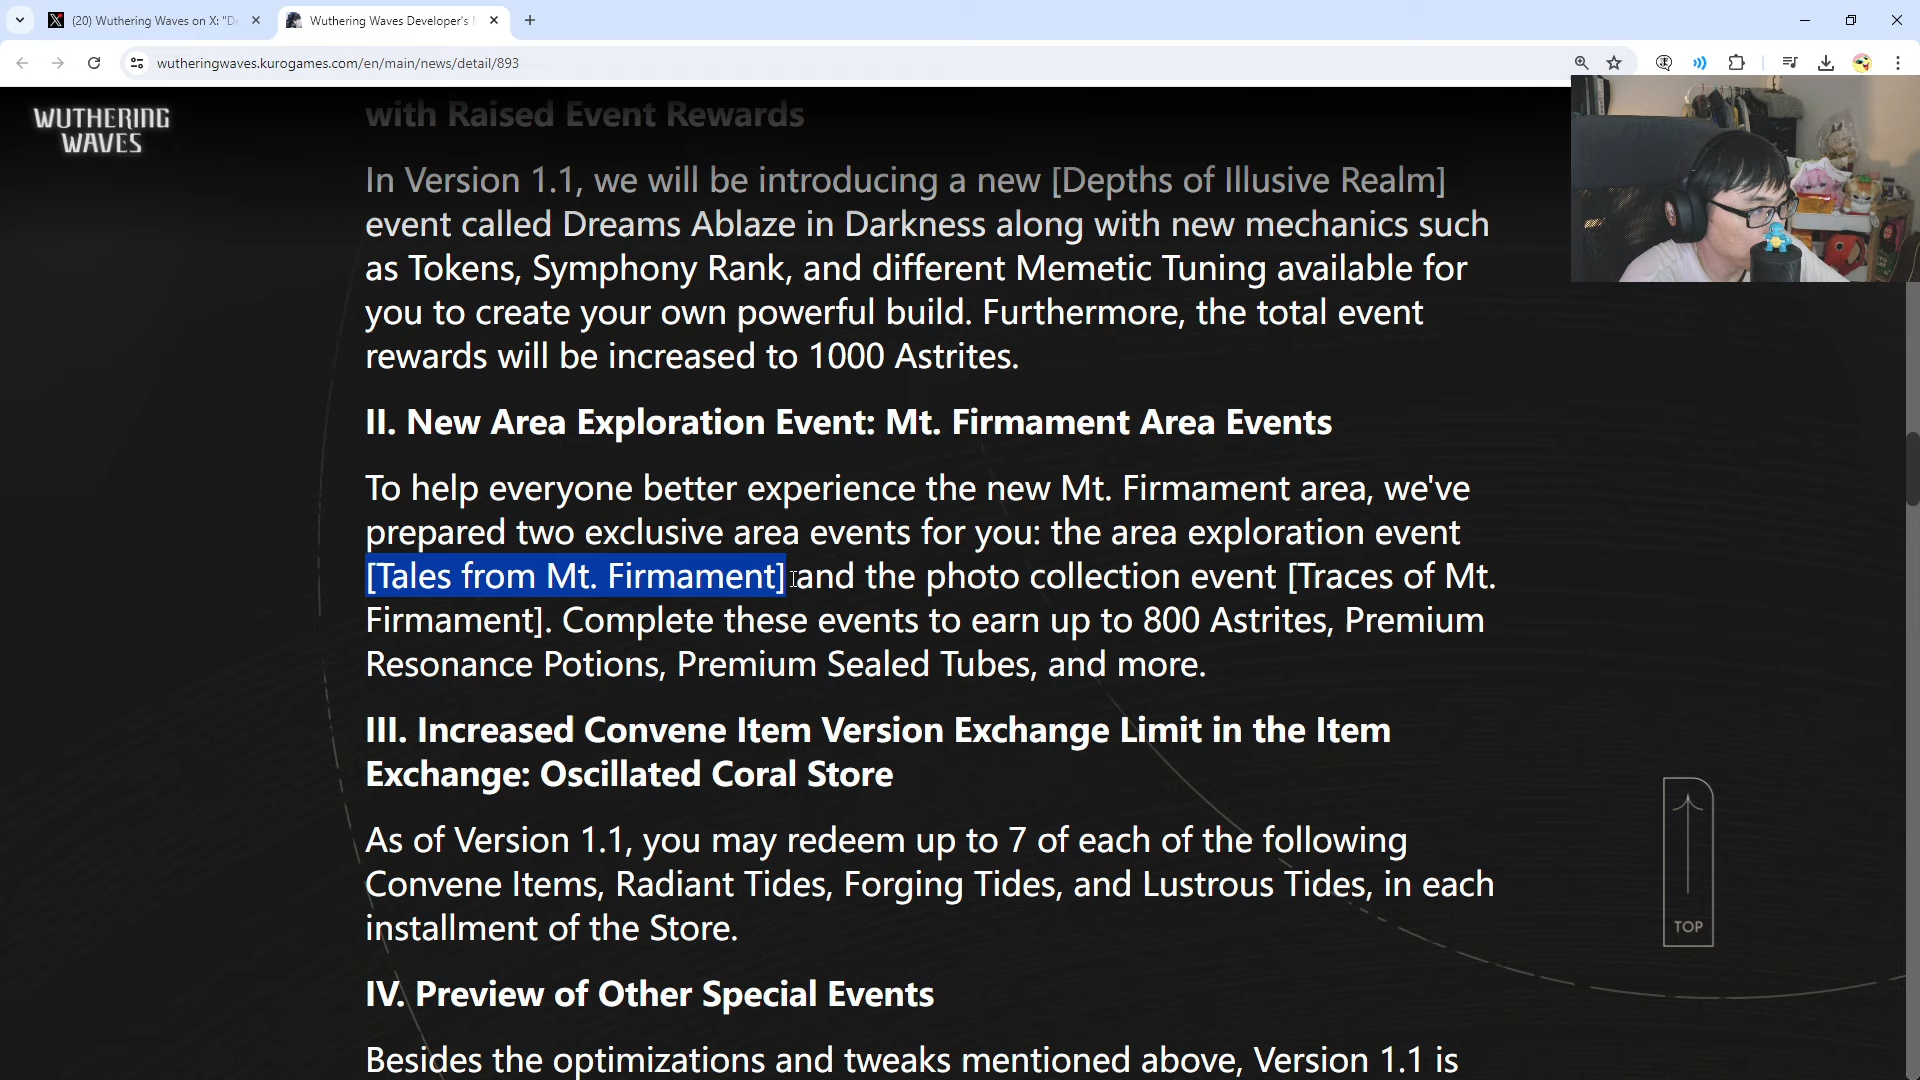 (20) Wuthering Waves on X: "De
Wuthering Waves Developer's M
wutheringwaves.kurogames.com/en/main/news/detail/893
WUTHERING
WAVES
with Raised Event Rewards
In Version 1.1, we will be introducing a new [Depths of Illusive Realm]
event called Dreams Ablaze in Darkness along with new mechanics such
as Tokens, Symphony Rank, and different Memetic Tuning available for
you to create your own powerful build. Furthermore, the total event
rewards will be increased to 1000 Astrites.
II. New Area Exploration Event: Mt. Firmament Area Events
To help everyone better experience the new Mt. Firmament area, we've
prepared two exclusive area events for you: the area exploration event
[Tales from Mt. Firmament] and the photo collection event [Traces of Mt.
Firmament]. Complete these events to earn up to 800 Astrites, Premium
Resonance Potions, Premium Sealed Tubes, and more.
III. Increased Convene Item Version Exchange Limit in the Item
Exchange: Oscillated Coral Store
As of Version 1.1, you may redeem up to 7 of each of the following
Convene Items, Radiant Tides, Forging Tides, and Lustrous Tides, in each
installment of the Store.
TOP
IV. Preview of Other Special Events
Besides the optimizations and tweaks mentioned above, Version 1.1 is